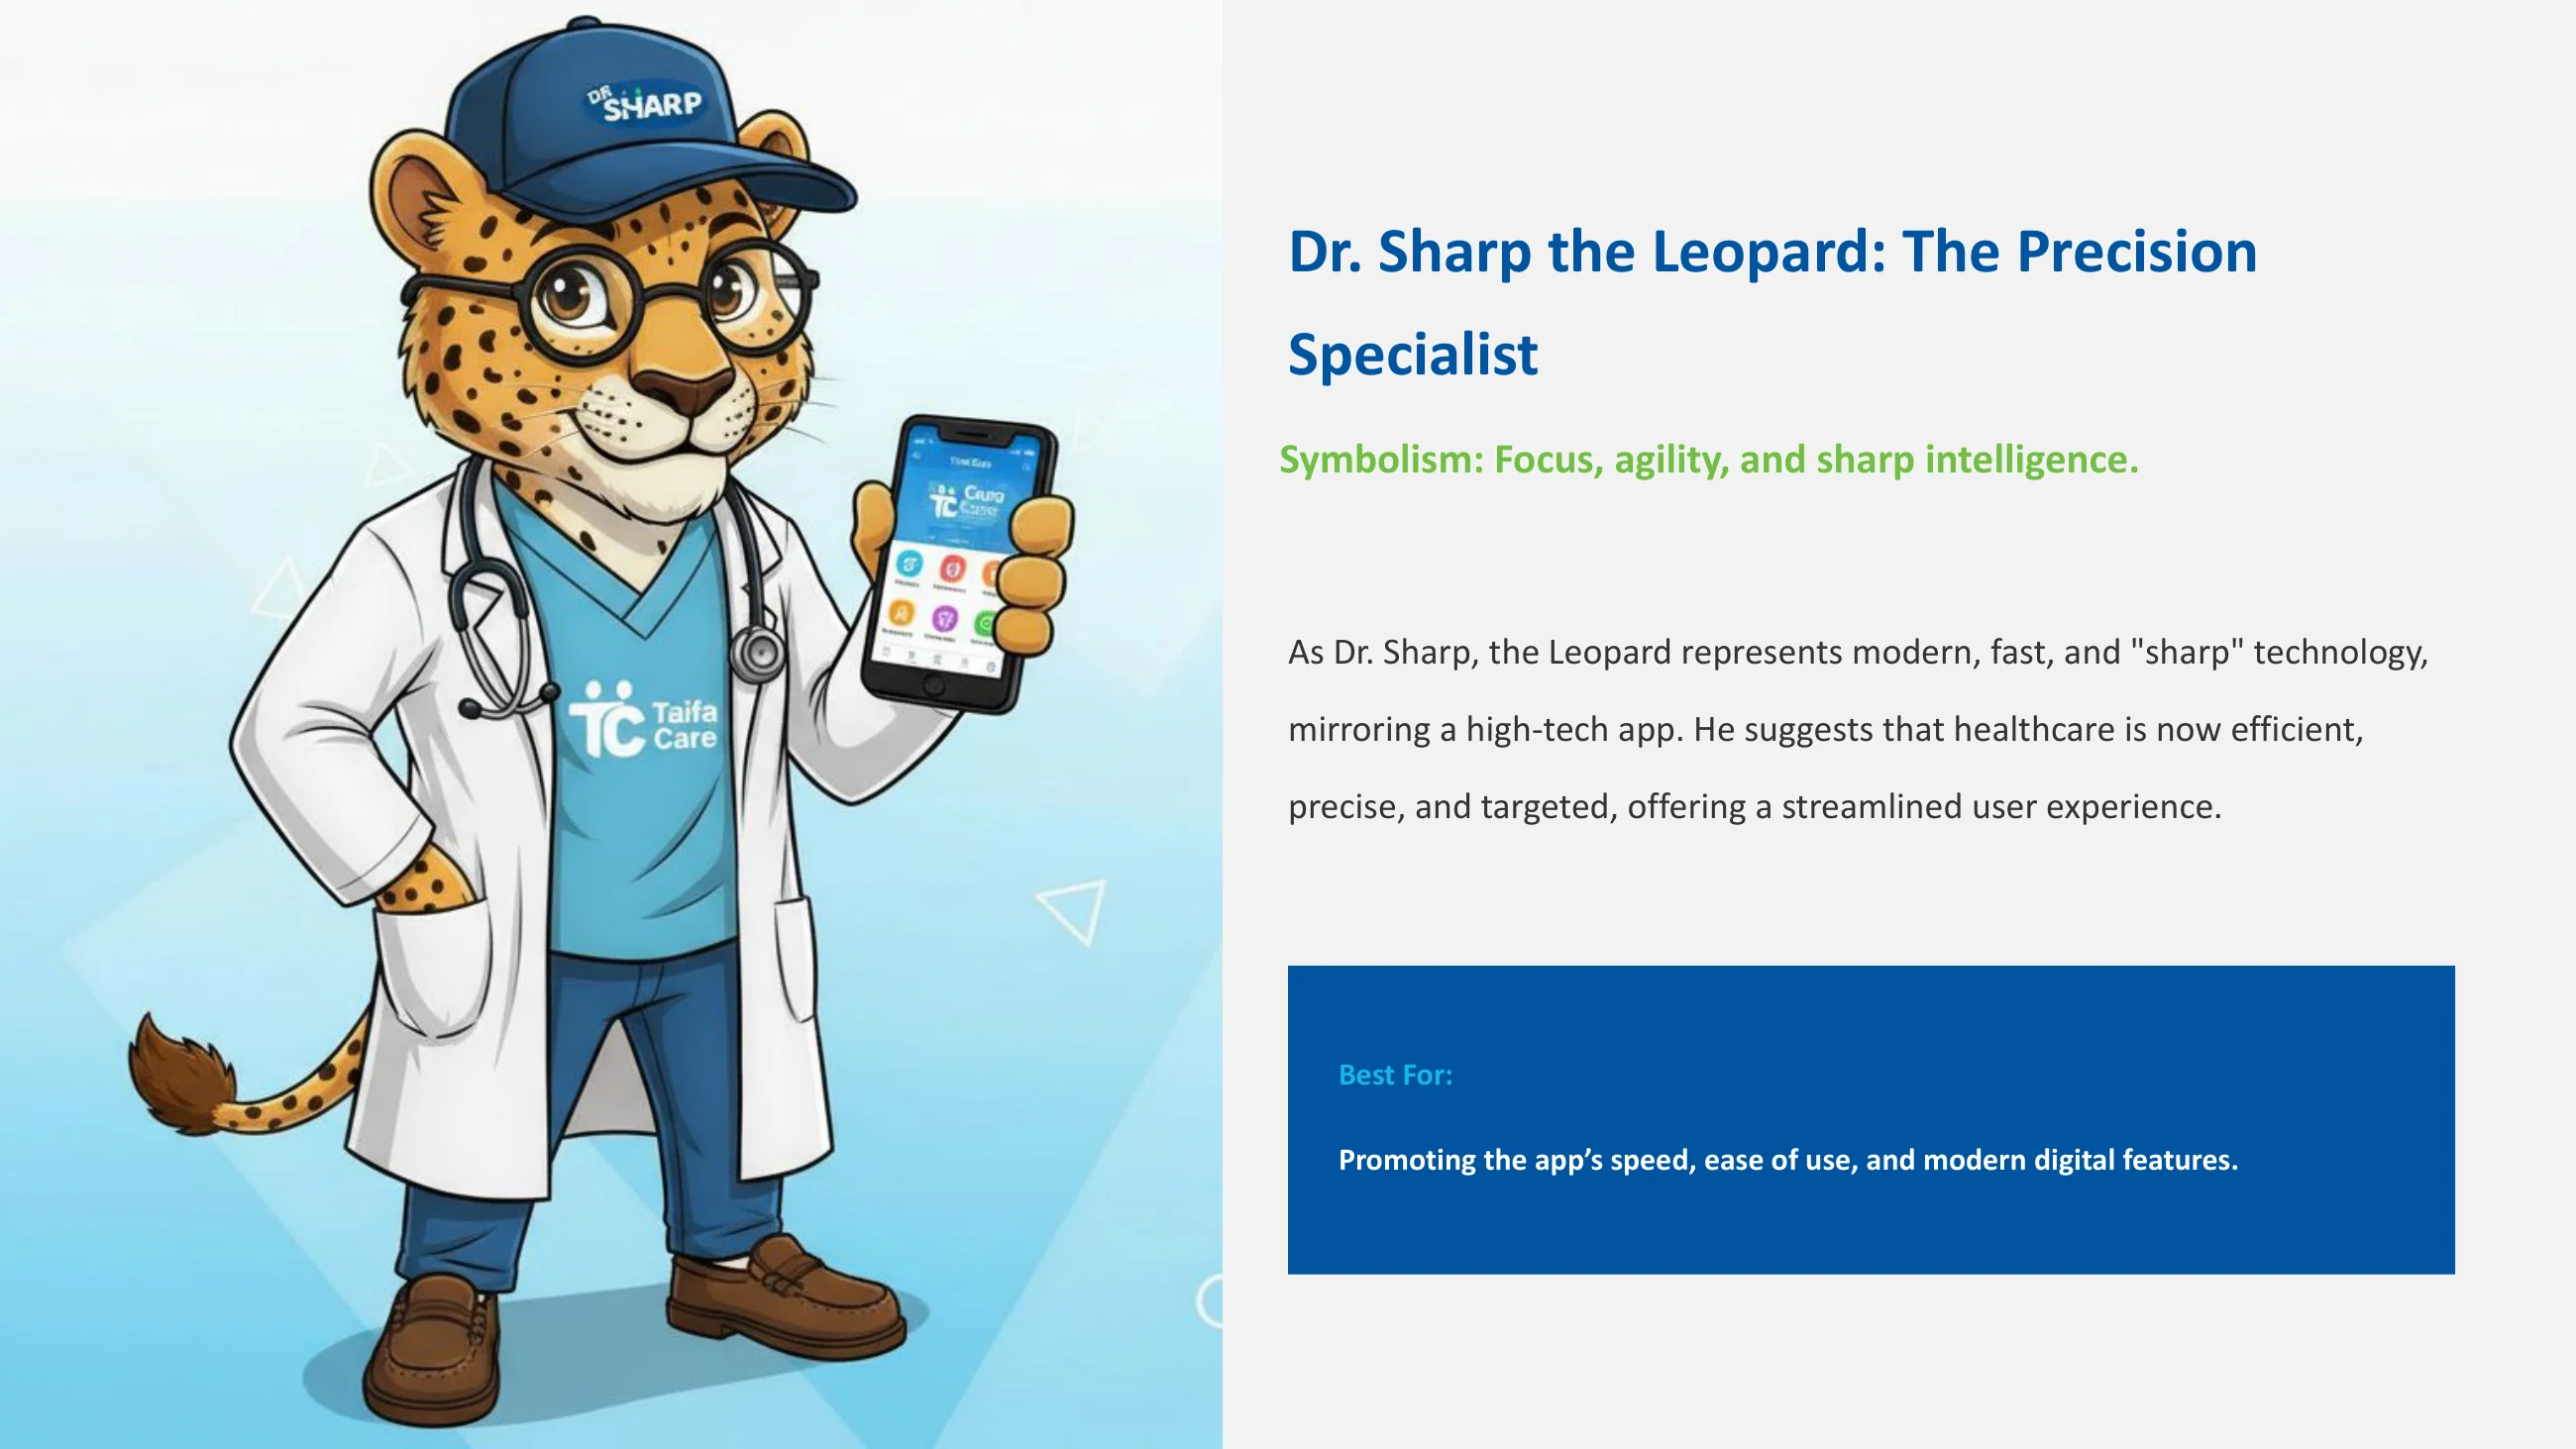 DR
SHARP
TC Taifa
Care
TC
Dr. Sharp the Leopard: The Precision
Specialist
Symbolism: Focus, agility, and sharp intelligence.
As Dr. Sharp, the Leopard represents modern, fast, and "sharp" technology,
mirroring a high-tech app. He suggests that healthcare is now efficient,
precise, and targeted, offering a streamlined user experience.
Best For:
Promoting the app’s speed, ease of use, and modern digital features.